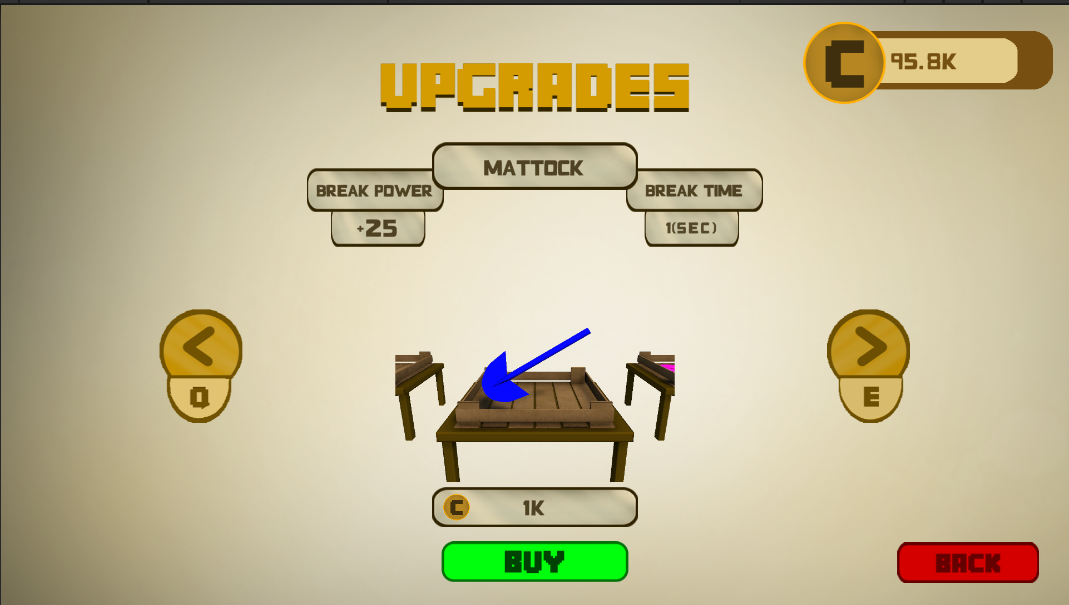 C 95.8K
UPGRADES
MATTOCK
BREAK POWER
+25
BREAK TIME
1(SEC)
<
Q
>
E
C 1K
BUY
BACK